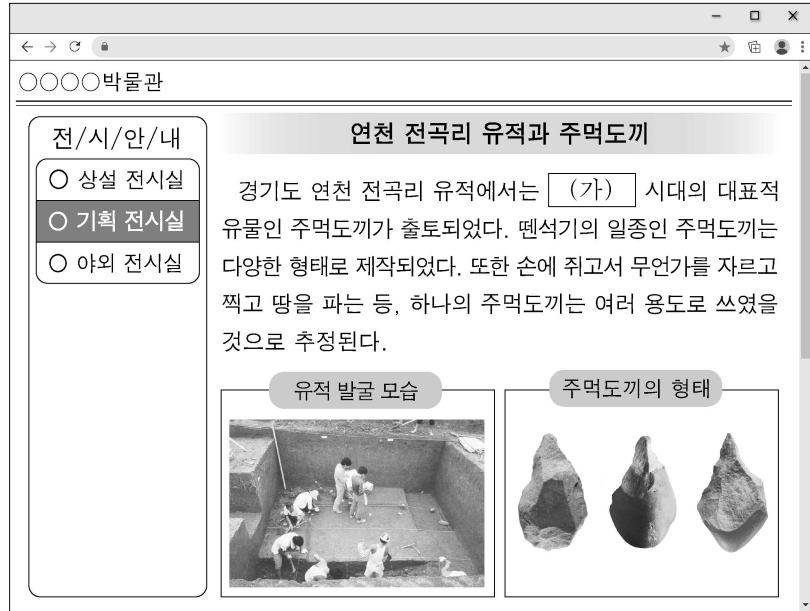 ○○○○박물관
전/시/안/내
○ 상설 전시실
○ 기획 전시실
○ 야외 전시실
연천 전곡리 유적과 주먹도끼
경기도 연천 전곡리 유적에서는 (가) 시대의 대표적
유물인 주먹도끼가 출토되었다. 뗀석기의 일종인 주먹도끼는
다양한 형태로 제작되었다. 또한 손에 쥐고서 무언가를 자르고
찍고 땅을 파는 등, 하나의 주먹도끼는 여러 용도로 쓰였을
것으로 추정된다.
유적 발굴 모습
주먹도끼의 형태